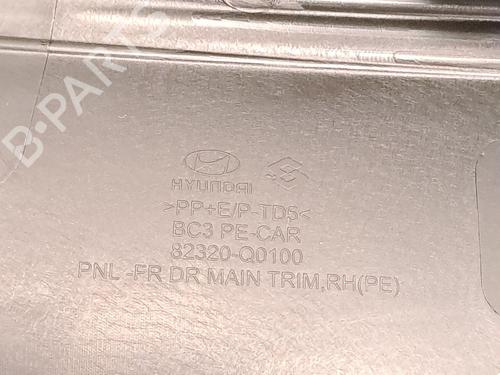 B-PARTS
HYUNDAI
>PP+E/P-TD5<
BC3 PE-CAR
82320-Q0100
PNL -FR DR MAIN TRIM,RH(PE)